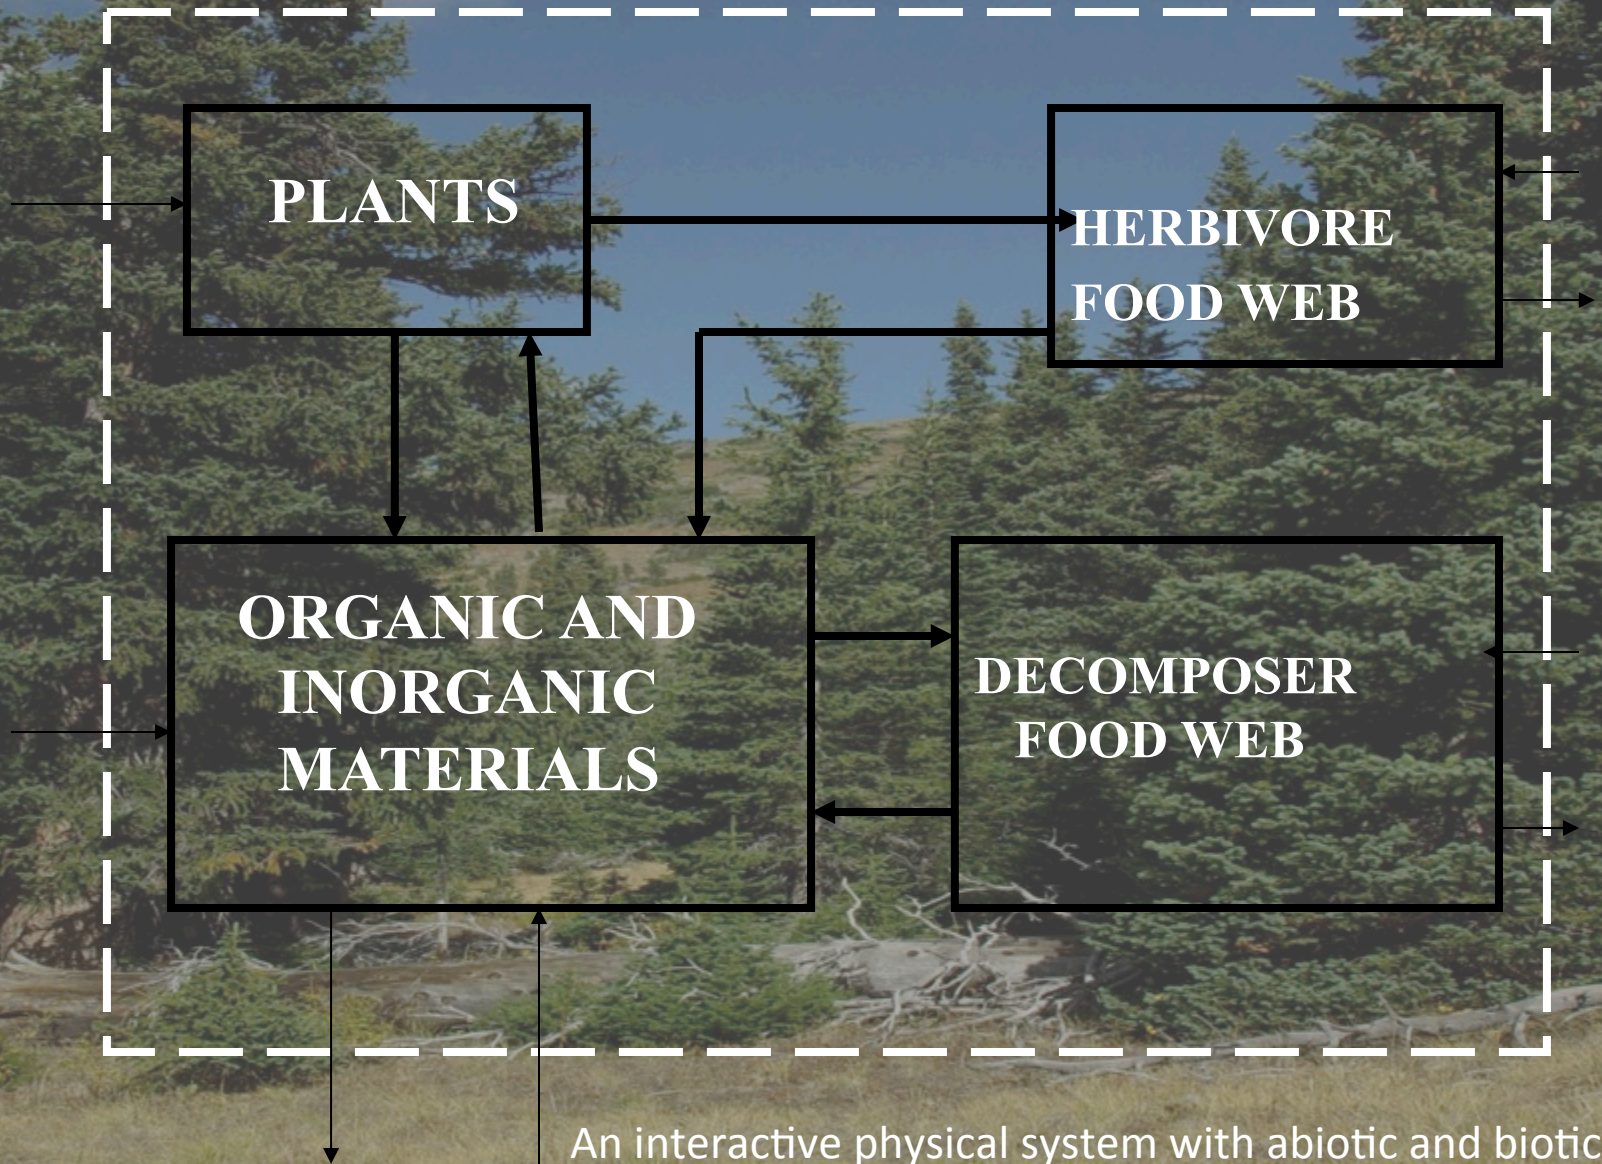 PLANTS
HERBIVORE
FOOD WEB
ORGANIC AND
INORGANIC
MATERIALS
DECOMPOSER
FOOD WEB
An interactive physical system with abiotic and biotic